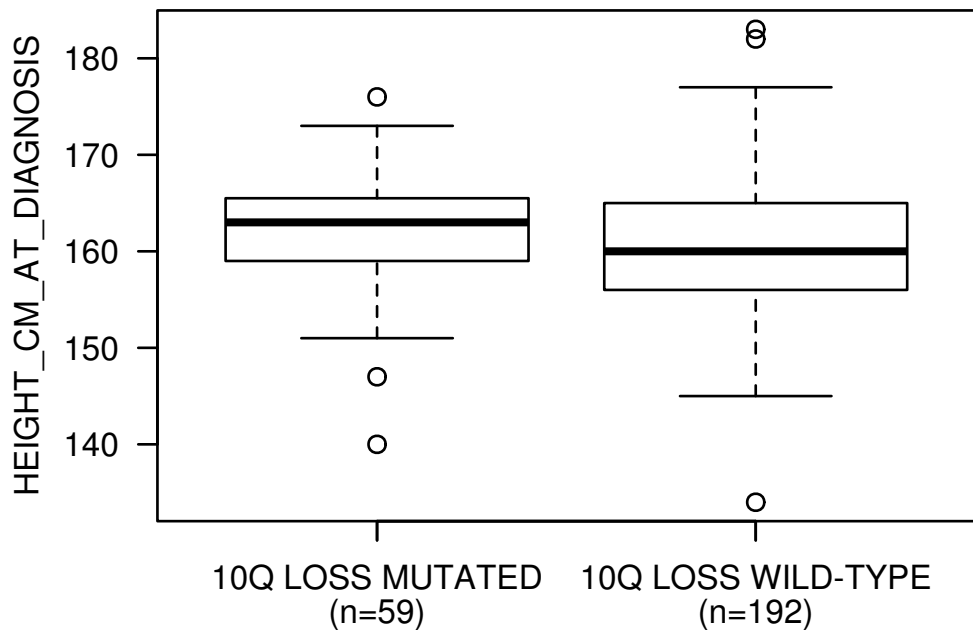 HEIGHT_CM_AT_DIAGNOSIS
180
170
160
150
140
10Q LOSS MUTATED
(n=59)
10Q LOSS WILD-TYPE
(n=192)